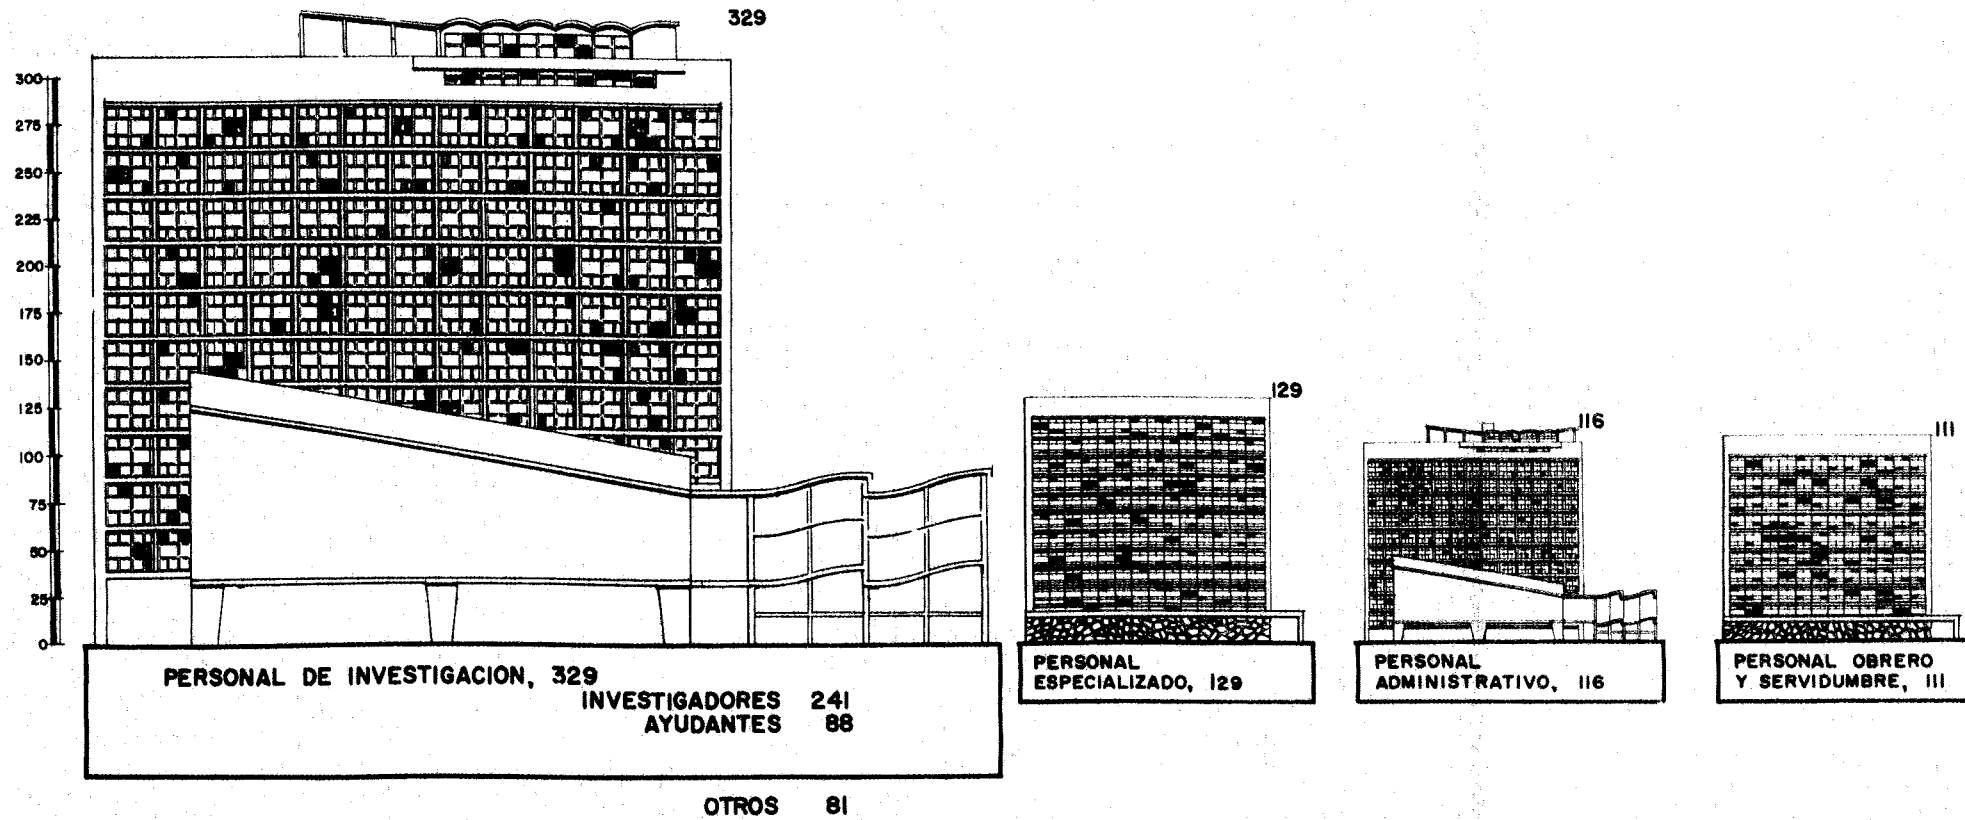 329
300
275
250
225
200
175
150
125
100
75
50
25
0
129
116
111
PERSONAL DE INVESTIGACION, 329
INVESTIGADORES 241
AYUDANTES 88
OTROS 81
PERSONAL
ESPECIALIZADO, 129
PERSONAL
ADMINISTRATIVO, 116
PERSONAL OBRERO
Y SERVIDUMBRE, 111